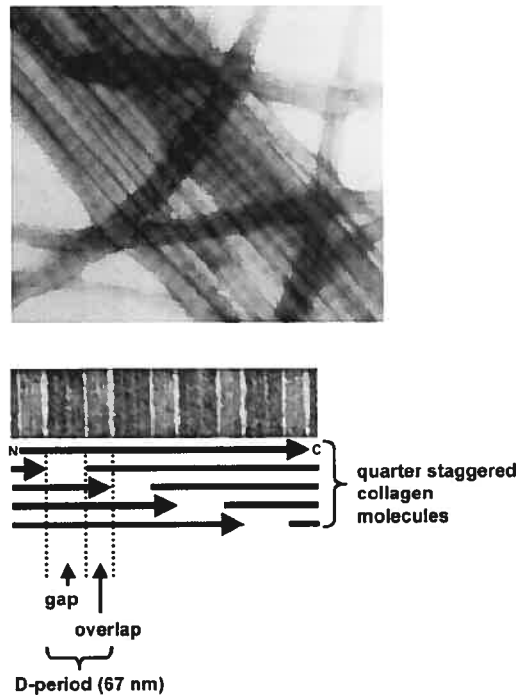 N C
quarter staggered
collagen
molecules
gap
overlap
D-period (67 nm)